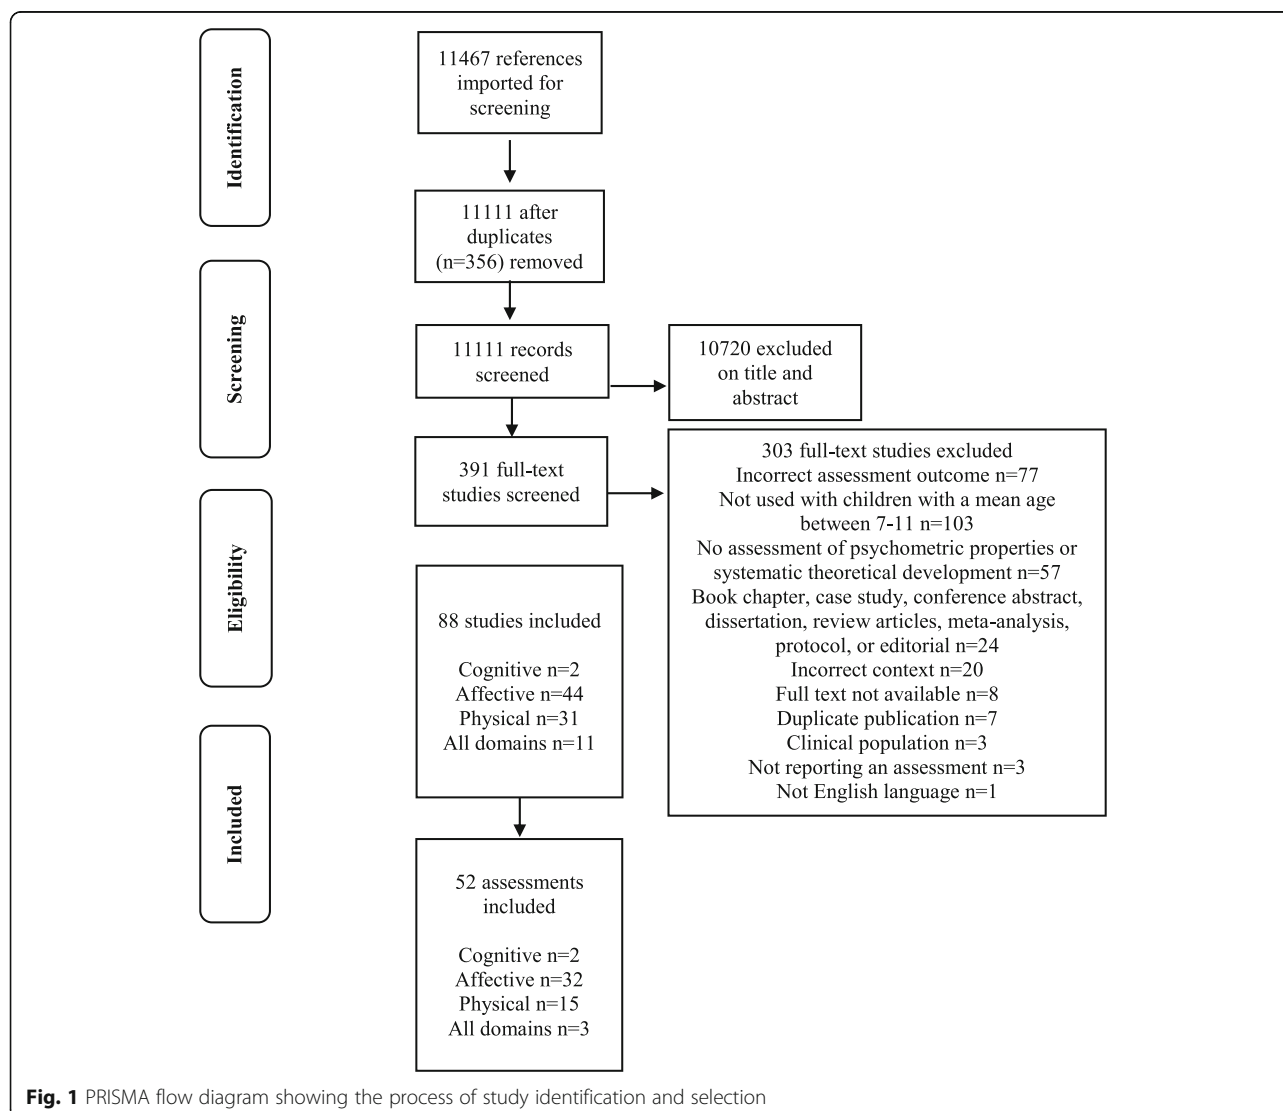 Identification
11467 references
imported for
screening
11111 after
duplicates
(n=356) removed
Screening
11111 records
screened
10720 excluded
on title and
abstract
391 full-text
studies screened
303 full-text studies excluded
Incorrect assessment outcome n=77
Not used with children with a mean age
between 7-11 n=103
No assessment of psychometric properties or
systematic theoretical development n=57
Book chapter, case study, conference abstract,
dissertation, review articles, meta-analysis,
protocol, or editorial n=24
Incorrect context n=20
Full text not available n=8
Duplicate publication n=7
Clinical population n=3
Not reporting an assessment n=3
Not English language n=1
Eligibility
88 studies included
Cognitive n=2
Affective n=44
Physical n=31
All domains n=11
Included
52 assessments
included
Cognitive n=2
Affective n=32
Physical n=15
All domains n=3
Fig. 1 PRISMA flow diagram showing the process of study identification and selection